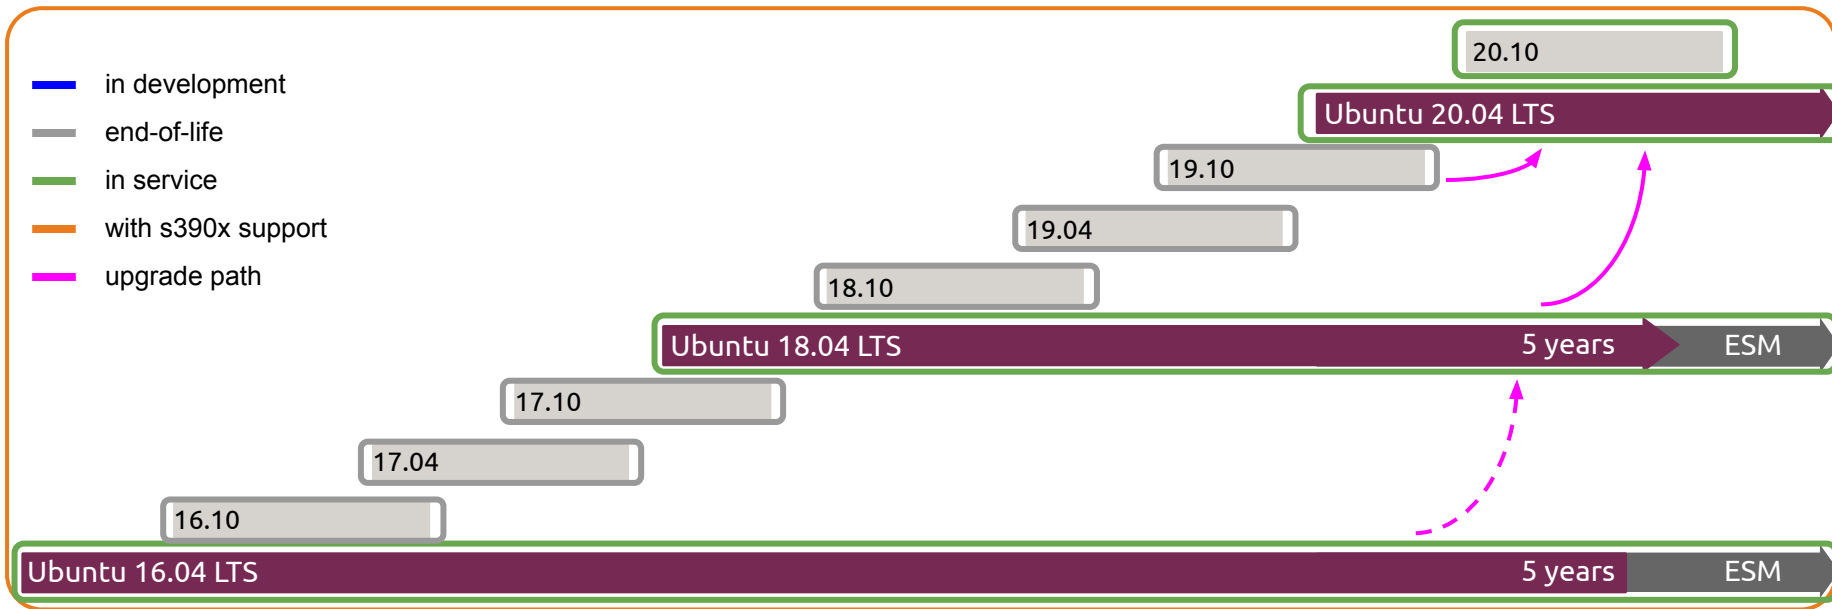 in development
end-of-life
in service
with s390x support
upgrade path
20.10
Ubuntu 20.04 LTS
19.10
19.04
18.10
Ubuntu 18.04 LTS 5 years ESM
17.10
17.04
16.10
Ubuntu 16.04 LTS 5 years ESM